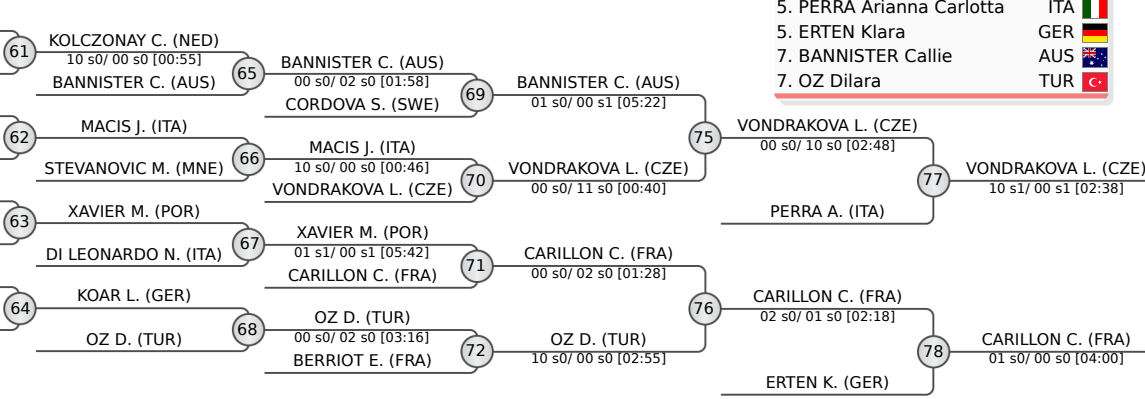 5. PERRA Arianna Carlotta ITA
5. ERTEN Klara GER
7. BANNISTER Callie AUS
7. OZ Dilara TUR
61
KOLCZONAY C. (NED)
10 s0/ 00 s0 [00:55]
BANNISTER C. (AUS)
62
MACIS J. (ITA)
STEVANOVIC M. (MNE)
63
XAVIER M. (POR)
DI LEONARDO N. (ITA)
64
KOAR L. (GER)
OZ D. (TUR)
65
BANNISTER C. (AUS)
00 s0/ 02 s0 [01:58]
CORDOVA S. (SWE)
66
MACIS J. (ITA)
10 s0/ 00 s0 [00:46]
VONDRAKOVA L. (CZE)
67
XAVIER M. (POR)
01 s1/ 00 s1 [05:42]
CARILLON C. (FRA)
68
OZ D. (TUR)
00 s0/ 02 s0 [03:16]
BERRIOT E. (FRA)
69
BANNISTER C. (AUS)
01 s0/ 00 s1 [05:22]
70
VONDRAKOVA L. (CZE)
00 s0/ 11 s0 [00:40]
71
CARILLON C. (FRA)
00 s0/ 02 s0 [01:28]
72
OZ D. (TUR)
10 s0/ 00 s0 [02:55]
75
VONDRAKOVA L. (CZE)
00 s0/ 10 s0 [02:48]
PERRA A. (ITA)
76
CARILLON C. (FRA)
02 s0/ 01 s0 [02:18]
ERTEN K. (GER)
77
VONDRAKOVA L. (CZE)
10 s1/ 00 s1 [02:38]
78
CARILLON C. (FRA)
01 s0/ 00 s0 [04:00]